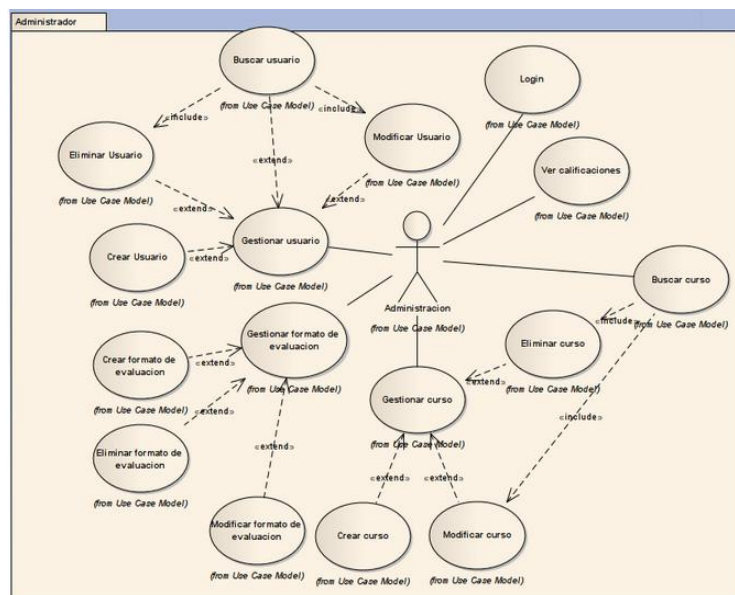 Administrador
Buscar usuario
(from Use Case Model)
Login
(from Use Case Model)
«include»
«include»
Eliminar Usuario
(from Use Case Model)
Modificar Usuario
(from Use Case Model)
«extend»
Ver calificaciones
(from Use Case Model)
«extend»
«extend»
Gestionar usuario
(from Use Case Model)
Crear Usuario
(from Use Case Model)
«extend»
Buscar curso
(from Use Case Model)
Administracion
(from Use Case Model)
Gestionar formato de
evaluacion
(from Use Case Model)
«include»
Eliminar curso
(from Use Case Model)
Crear formato de
evaluacion
(from Use Case Model)
«extend»
«extend»
Gestionar curso
(from Use Case Model)
«extend»
«include»
Eliminar formato de
evaluacion
(from Use Case Model)
«extend»
«extend»
«extend»
Modificar formato de
evaluacion
(from Use Case Model)
Crear curso
(from Use Case Model)
Modificar curso
(from Use Case Model)